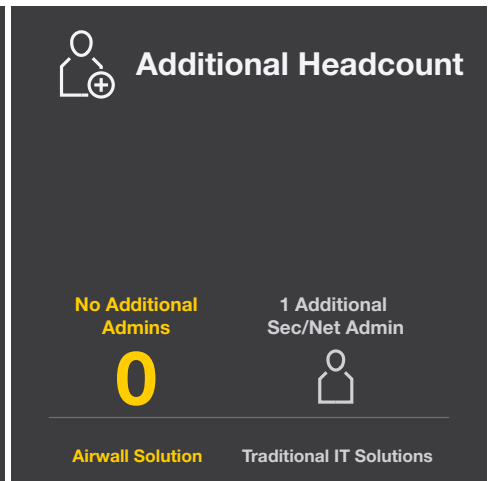 Additional Headcount
No Additional
Admins
0
1 Additional
Sec/Net Admin
Airwall Solution
Traditional IT Solutions